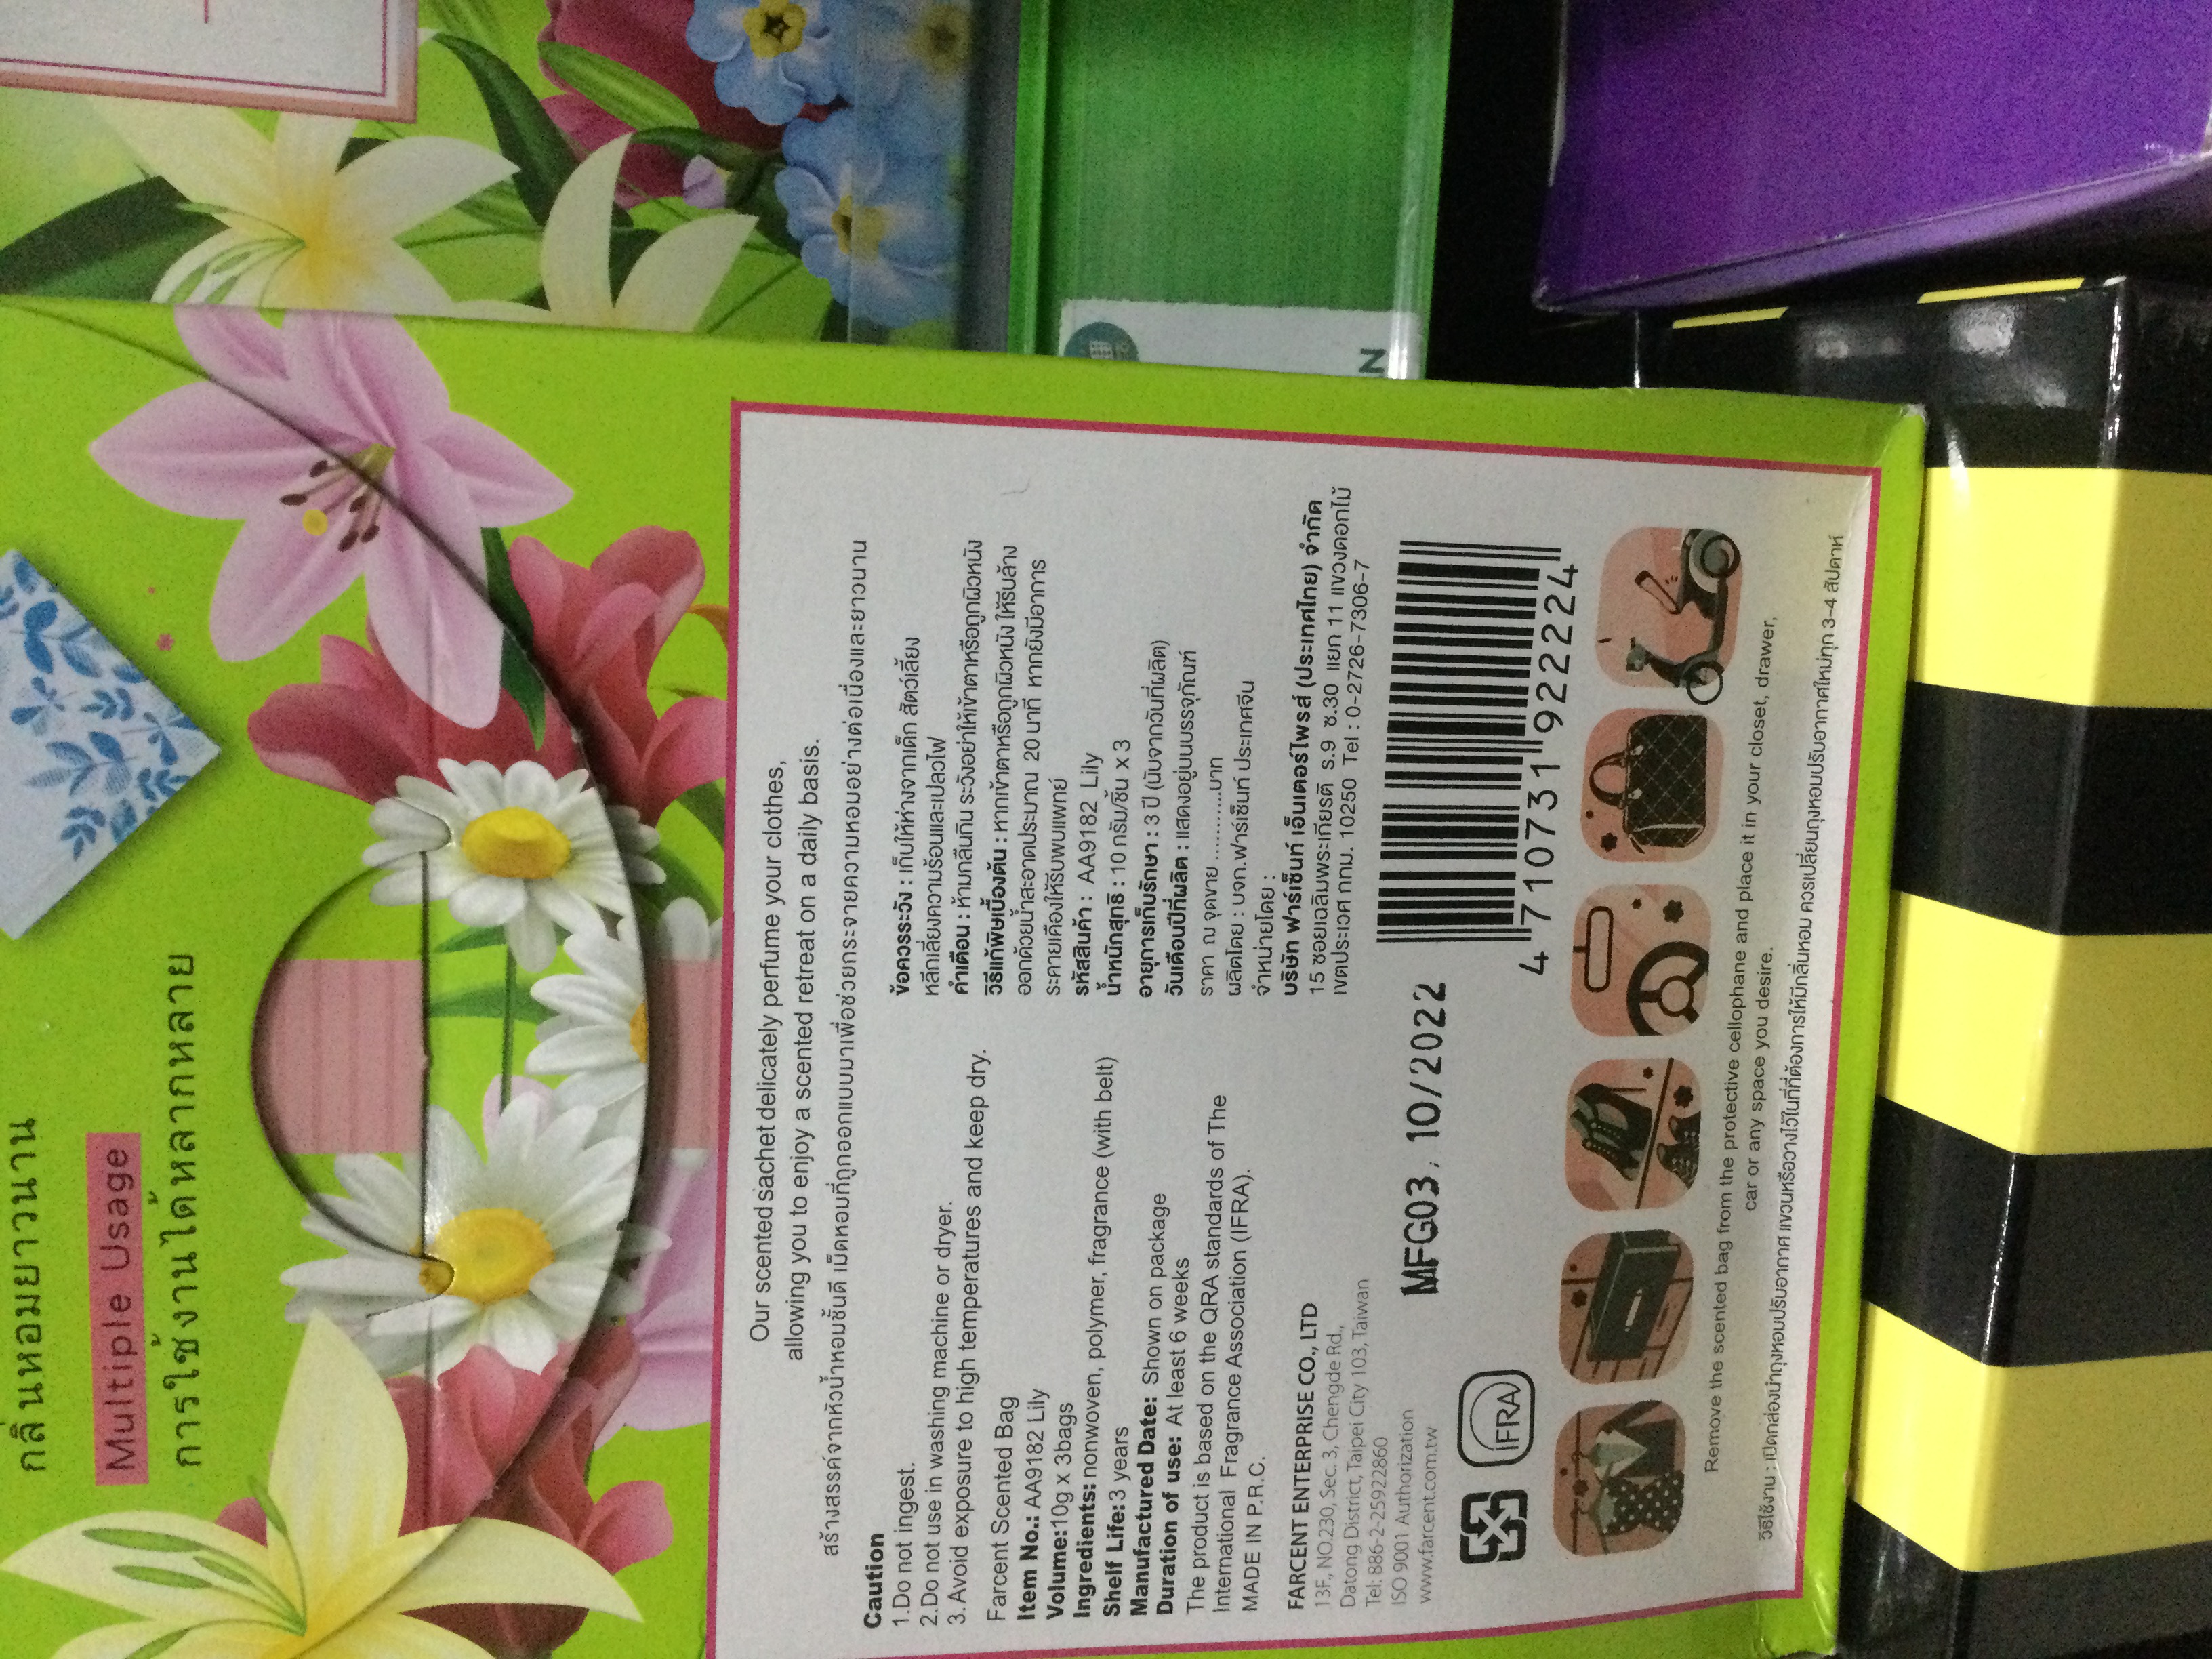 กลิ่นหอมยาวนาน
Multiple Usage
การใช้งานได้หลากหลาย
Our scented sachet delicately perfume your clothes,
allowing you to enjoy a scented retreat on a daily basis.
สร้างสรรค์จากหัวน้ำหอมชั้นดี เม็ดหอมที่ถูกออกแบบมาเพื่อช่วยกระจายความหอมอย่างต่อเนื่องและยาวนาน
Caution
1.Do not ingest.
2.Do not use in washing machine or dryer.
3. Avoid exposure to high temperatures and keep dry.
Farcent Scented Bag
Item No.: AA9182 Lily
Volume:10g x 3bags
Ingredients: nonwoven, polymer, fragrance (with belt)
Shelf Life: 3 years
Manufactured Date: Shown on package
Duration of use: At least 6 weeks
The product is based on the QRA standards of The
International Fragrance Association (IFRA).
MADE IN P.R.C.
FARCENT ENTERPRISE CO., LTD
13F., NO.230, Sec. 3, Chengde Rd.,
Datong District, Taipei City 103, Taiwan
Tel: 886-2-25922860
ISO 9001 Authorization
www.farcent.com.tw
IFRA
ข้อควรระวัง : เก็บให้ห่างจากเด็ก สัตว์เลี้ยง
หลีกเลี่ยงความร้อนและเปลวไฟ
คำเตือน : ห้ามกลืนกิน ระวังอย่าให้เข้าตาหรือถูกผิวหนัง
วิธีแก้พิษเบื้องต้น : หากเข้าตาหรือถูกผิวหนัง ให้รีบล้าง
ออกด้วยน้ำสะอาดประมาณ 20 นาที หากยังมีอาการ
ระคายเคืองให้รีบพบแพทย์
รหัสสินค้า : AA9182 Lily
น้ำหนักสุทธิ : 10 กรัม/ชิ้น x 3
อายุการเก็บรักษา : 3 ปี (นับจากวันที่ผลิต)
วันเดือนปีที่ผลิต : แสดงอยู่บนบรรจุภัณฑ์
ราคา ณ จุดขาย ..........บาท
ผลิตโดย : บจก.ฟาร์เซ็นท์ ประเทศจีน
จำหน่ายโดย :
บริษัท ฟาร์เซ็นท์ เอ็นเตอร์ไพรส์ (ประเทศไทย) จำกัด
15 ซอยเฉลิมพระเกียรติ ร.9 ซ.30 แยก 11 แขวงดอกไม้
เขตประเวศ กทม. 10250 Tel : 0-2726-7306-7
MFG03, 10/2022
4 710731 922224
Remove the scented bag from the protective cellophane and place it in your closet, drawer,
car or any space you desire.
วิธีใช้งาน : เปิดกล่องนำถุงหอมปรับอากาศ แขวนหรือวางไว้ในที่ที่ต้องการให้มีกลิ่นหอม ควรเปลี่ยนถุงหอมปรับอากาศใหม่ทุก 3-4 สัปดาห์
N